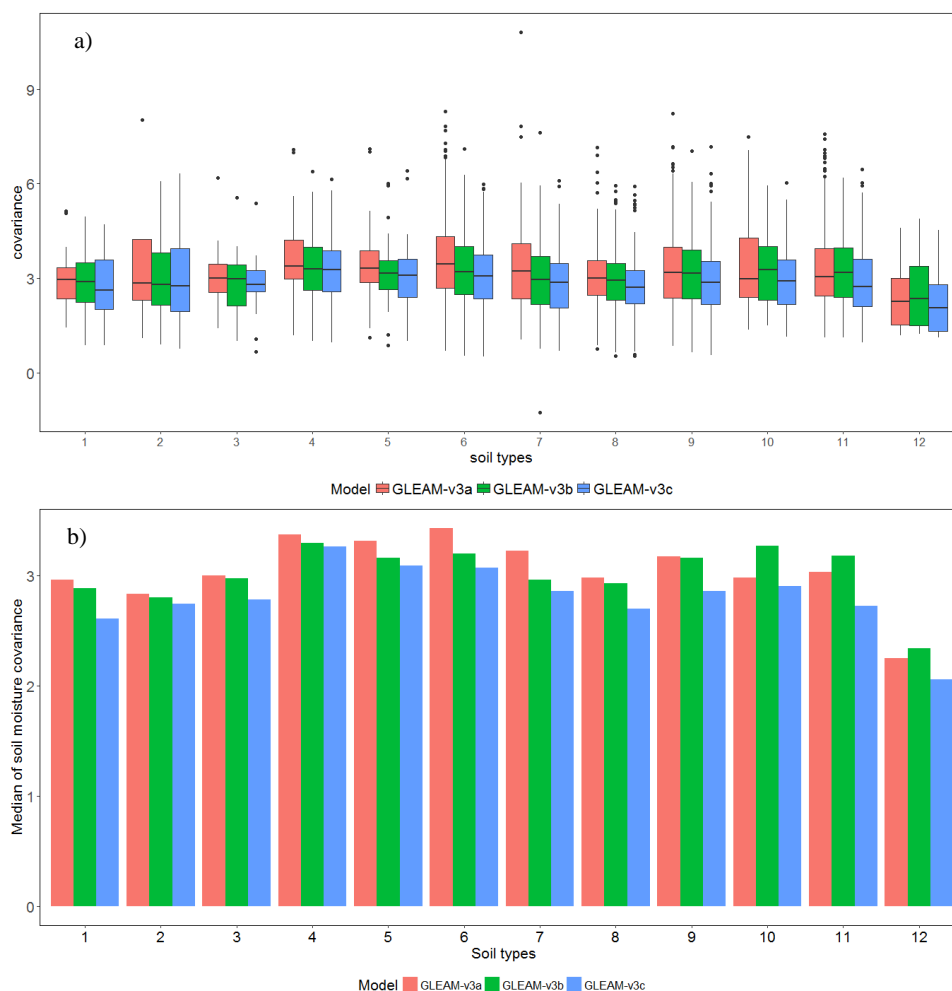 a)
9
6
3
0
covariance
1 2 3 4 5 6 7 8 9 10 11 12
soil types
Model GLEAM-v3a GLEAM-v3b GLEAM-v3c
b)
3
2
1
0
Median of soil moisture covariance
1 2 3 4 5 6 7 8 9 10 11 12
Soil types
Model GLEAM-v3a GLEAM-v3b GLEAM-v3c